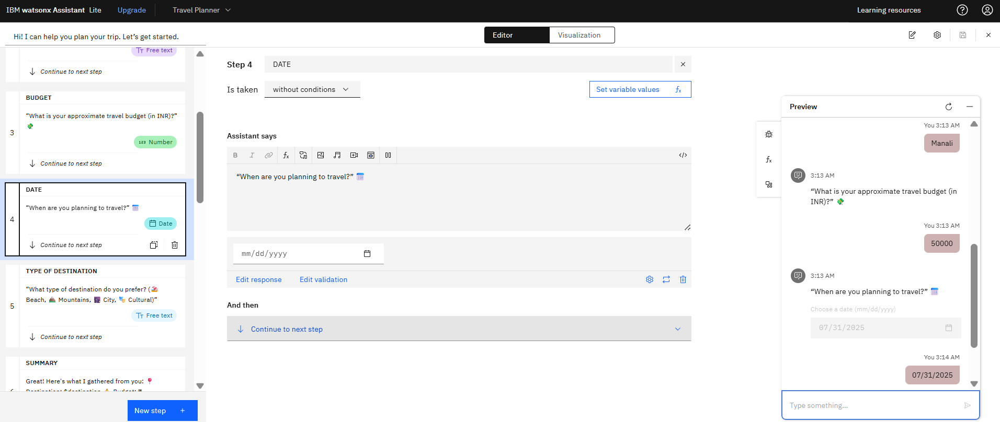 IBM watsonx Assistant Lite Upgrade Travel Planner Learning resources
Hi! I can help you plan your trip. Let's get started.
Editor Visualization
Free text
Continue to next step
BUDGET
“What is your approximate travel budget (in INR)?”
3
123 Number
Continue to next step
DATE
“When are you planning to travel?”
4
Date
Continue to next step
TYPE OF DESTINATION
“What type of destination do you prefer? (
Beach, Mountains, City, Cultural)”
5
Free text
Continue to next step
SUMMARY
Great! Here's what I gathered from you:
Destination: $destination Budget: ₹
New step +
Step 4 DATE
Is taken without conditions Set variable values fx
Assistant says
B I fx </>
“When are you planning to travel?”
mm/dd/yyyy
Edit response Edit validation
And then
Continue to next step
fx
Preview
You 3:13 AM
Manali
3:13 AM
“What is your approximate travel budget (in
INR)?”
You 3:13 AM
50000
3:13 AM
“When are you planning to travel?”
Choose a date (mm/dd/yyyy)
07/31/2025
You 3:14 AM
07/31/2025
Type something...